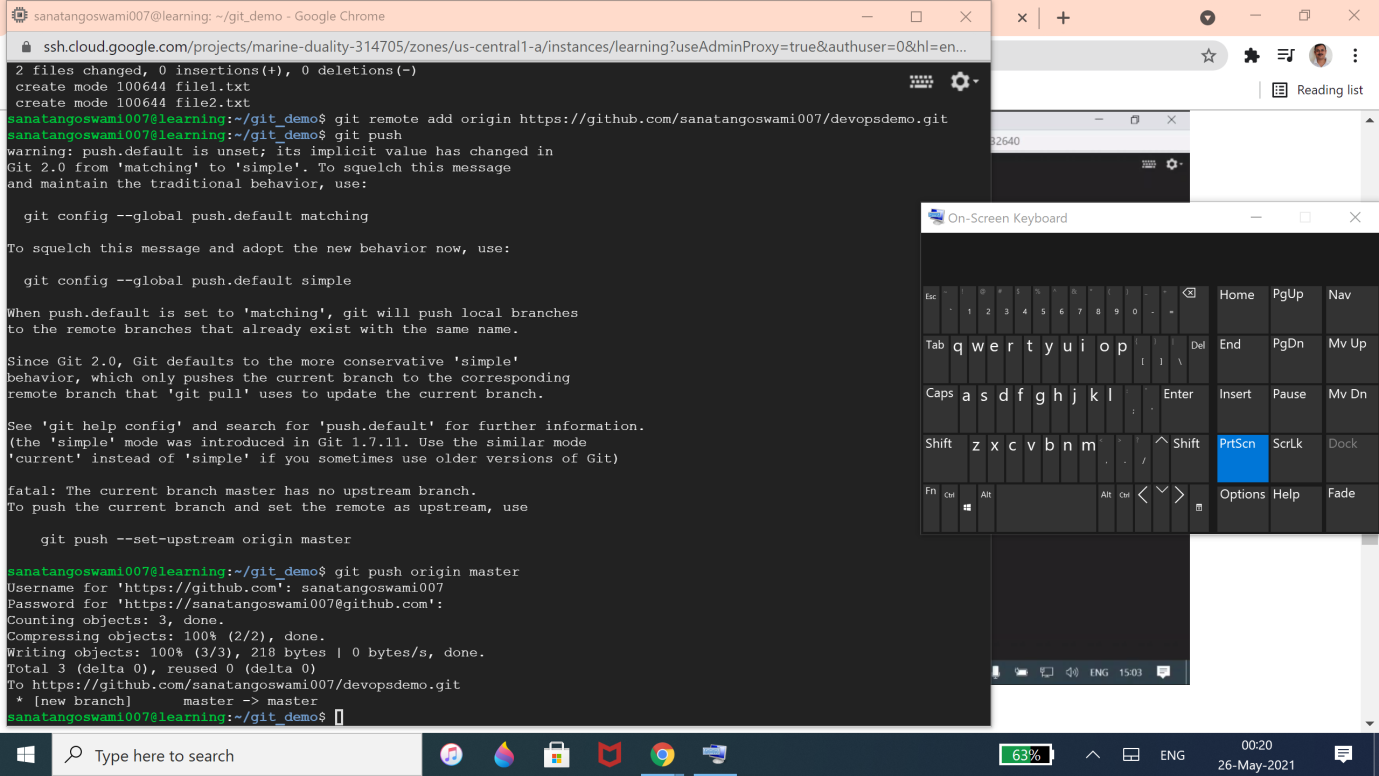 sanatangoswami007@learning: ~/git_demo - Google Chrome
ssh.cloud.google.com/projects/marine-duality-314705/zones/us-central1-a/instances/learning?useAdminProxy=true&authuser=0&hl=en...
Reading list
2 files changed, 0 insertions(+), 0 deletions(-)
create mode 100644 file1.txt
create mode 100644 file2.txt
sanatangoswami007@learning:~/git_demo$ git remote add origin https://github.com/sanatangoswami007/devopsdemo.git
sanatangoswami007@learning:~/git_demo$ git push
warning: push.default is unset; its implicit value has changed in
Git 2.0 from 'matching' to 'simple'. To squelch this message
and maintain the traditional behavior, use:
git config --global push.default matching
To squelch this message and adopt the new behavior now, use:
git config --global push.default simple
When push.default is set to 'matching', git will push local branches
to the remote branches that already exist with the same name.
Since Git 2.0, Git defaults to the more conservative 'simple'
behavior, which only pushes the current branch to the corresponding
remote branch that 'git pull' uses to update the current branch.
See 'git help config' and search for 'push.default' for further information.
(the 'simple' mode was introduced in Git 1.7.11. Use the similar mode
'current' instead of 'simple' if you sometimes use older versions of Git)
fatal: The current branch master has no upstream branch.
To push the current branch and set the remote as upstream, use
git push --set-upstream origin master
sanatangoswami007@learning:~/git_demo$ git push origin master
Username for 'https://github.com': sanatangoswami007
Password for 'https://sanatangoswami007@github.com':
Counting objects: 3, done.
Compressing objects: 100% (2/2), done.
Writing objects: 100% (3/3), 218 bytes | 0 bytes/s, done.
Total 3 (delta 0), reused 0 (delta 0)
To https://github.com/sanatangoswami007/devopsdemo.git
* [new branch] master -> master
sanatangoswami007@learning:~/git_demo$
32640
On-Screen Keyboard
Esc 1 2 3 4 5 6 7 8 9 0 - = Home PgUp Nav
Tab q w e r t y u i o p [ ] \ Del End PgDn Mv Up
Caps a s d f g h j k l ; ' Enter Insert Pause Mv Dn
Shift z x c v b n m , . / Shift PrtScn ScrLk Dock
Fn Ctrl Alt Alt Ctrl Options Help Fade
ENG 15:03
Type here to search
63%
ENG
00:20
26-May-2021